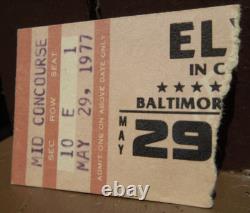 MID CONCOURSE
SEC ROW SEAT
10 E 1
MAY 29, 1977
ADMIT ONE ON ABOVE DATE ONLY
EL
IN C
★★★★
BALTIMOR
MAY
29